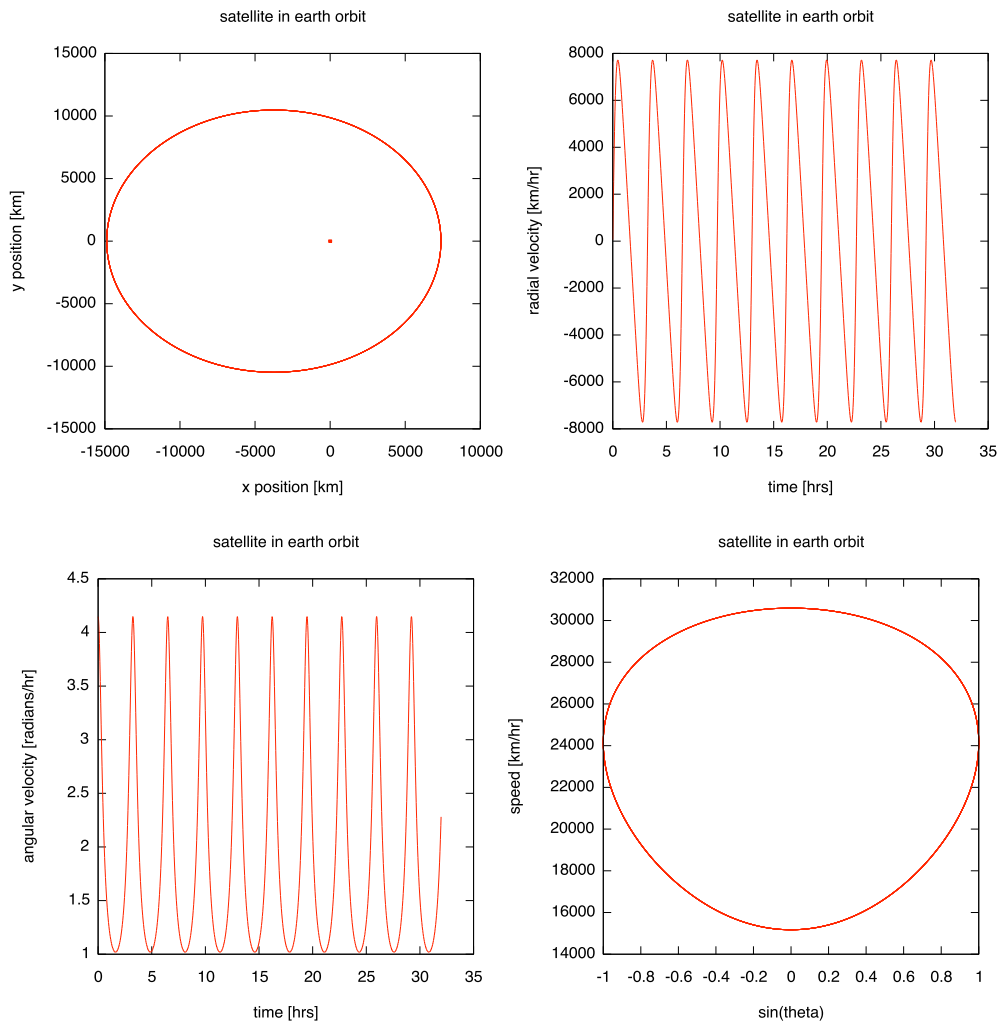 satellite in earth orbit
15000
10000
5000
0
-5000
-10000
-15000
-15000 -10000 -5000 0 5000 10000
y position [km]
x position [km]
satellite in earth orbit
8000
6000
4000
2000
0
-2000
-4000
-6000
-8000
0 5 10 15 20 25 30 35
radial velocity [km/hr]
time [hrs]
satellite in earth orbit
4.5
4
3.5
3
2.5
2
1.5
1
0 5 10 15 20 25 30 35
angular velocity [radians/hr]
time [hrs]
satellite in earth orbit
32000
30000
28000
26000
24000
22000
20000
18000
16000
14000
-1 -0.8 -0.6 -0.4 -0.2 0 0.2 0.4 0.6 0.8 1
speed [km/hr]
sin(theta)